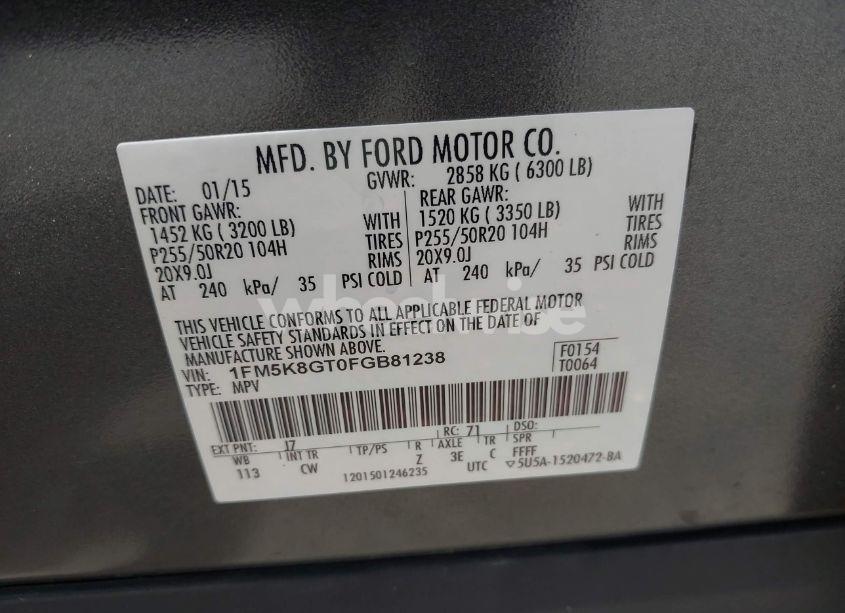 MFD. BY FORD MOTOR CO.
DATE: 01/15 GVWR: 2858 KG ( 6300 LB)
FRONT GAWR: REAR GAWR:
1452 KG ( 3200 LB) WITH 1520 KG ( 3350 LB) WITH
P255/50R20 104H TIRES P255/50R20 104H TIRES
20X9.0J RIMS 20X9.0J RIMS
AT 240 kPa/ 35 PSI COLD AT 240 kPa/ 35 PSI COLD
THIS VEHICLE CONFORMS TO ALL APPLICABLE FEDERAL MOTOR
VEHICLE SAFETY STANDARDS IN EFFECT ON THE DATE OF
MANUFACTURE SHOWN ABOVE.
VIN: 1FM5K8GT0FGB81238 F0154
TYPE: MPV T0064
EXT PNT: J7 RC: 71 DSO:
WB INT TR TP/PS R AXLE TR SPR
113 CW Z 3E C FFFF
1201501246235 UTC ▽5U5A-1520472-BA
wheelwise